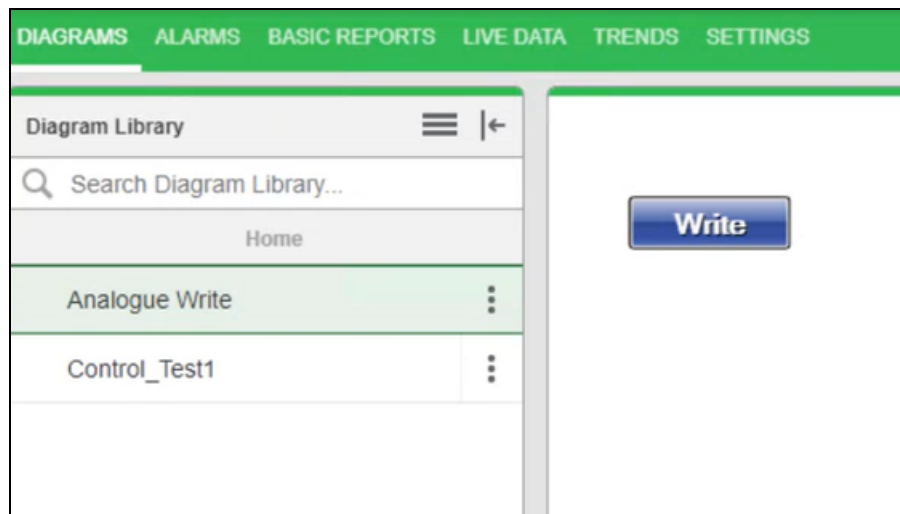 DIAGRAMS ALARMS BASIC REPORTS LIVE DATA TRENDS SETTINGS
Diagram Library
Search Diagram Library...
Home
Analogue Write
Control_Test1
Write